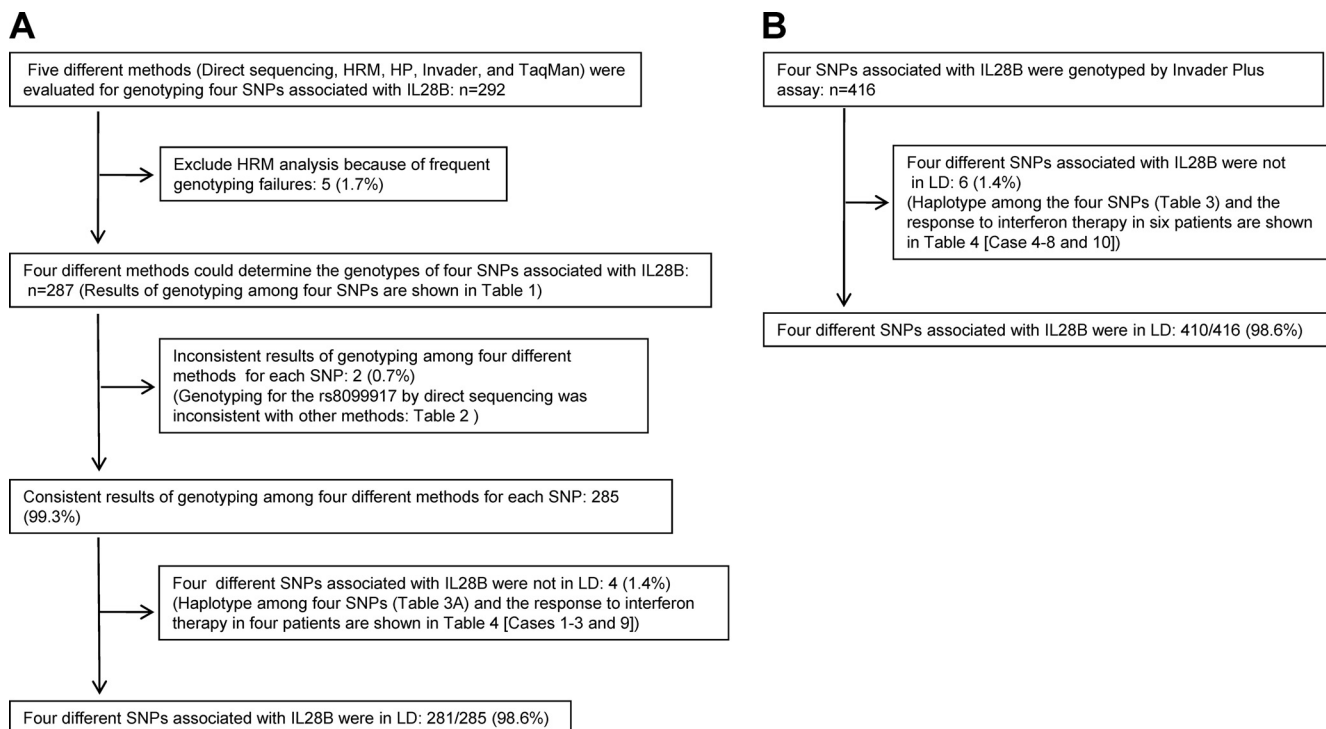 A
Five different methods (Direct sequencing, HRM, HP, Invader, and TaqMan) were
evaluated for genotyping four SNPs associated with IL28B: n=292
Exclude HRM analysis because of frequent
genotyping failures: 5 (1.7%)
Four different methods could determine the genotypes of four SNPs associated with IL28B:
n=287 (Results of genotyping among four SNPs are shown in Table 1)
Inconsistent results of genotyping among four different
methods for each SNP: 2 (0.7%)
(Genotyping for the rs8099917 by direct sequencing was
inconsistent with other methods: Table 2 )
Consistent results of genotyping among four different methods for each SNP: 285
(99.3%)
Four different SNPs associated with IL28B were not in LD: 4 (1.4%)
(Haplotype among four SNPs (Table 3A) and the response to interferon
therapy in four patients are shown in Table 4 [Cases 1-3 and 9])
Four different SNPs associated with IL28B were in LD: 281/285 (98.6%)
B
Four SNPs associated with IL28B were genotyped by Invader Plus
assay: n=416
Four different SNPs associated with IL28B were not
in LD: 6 (1.4%)
(Haplotype among the four SNPs (Table 3) and the
response to interferon therapy in six patients are shown
in Table 4 [Case 4-8 and 10])
Four different SNPs associated with IL28B were in LD: 410/416 (98.6%)